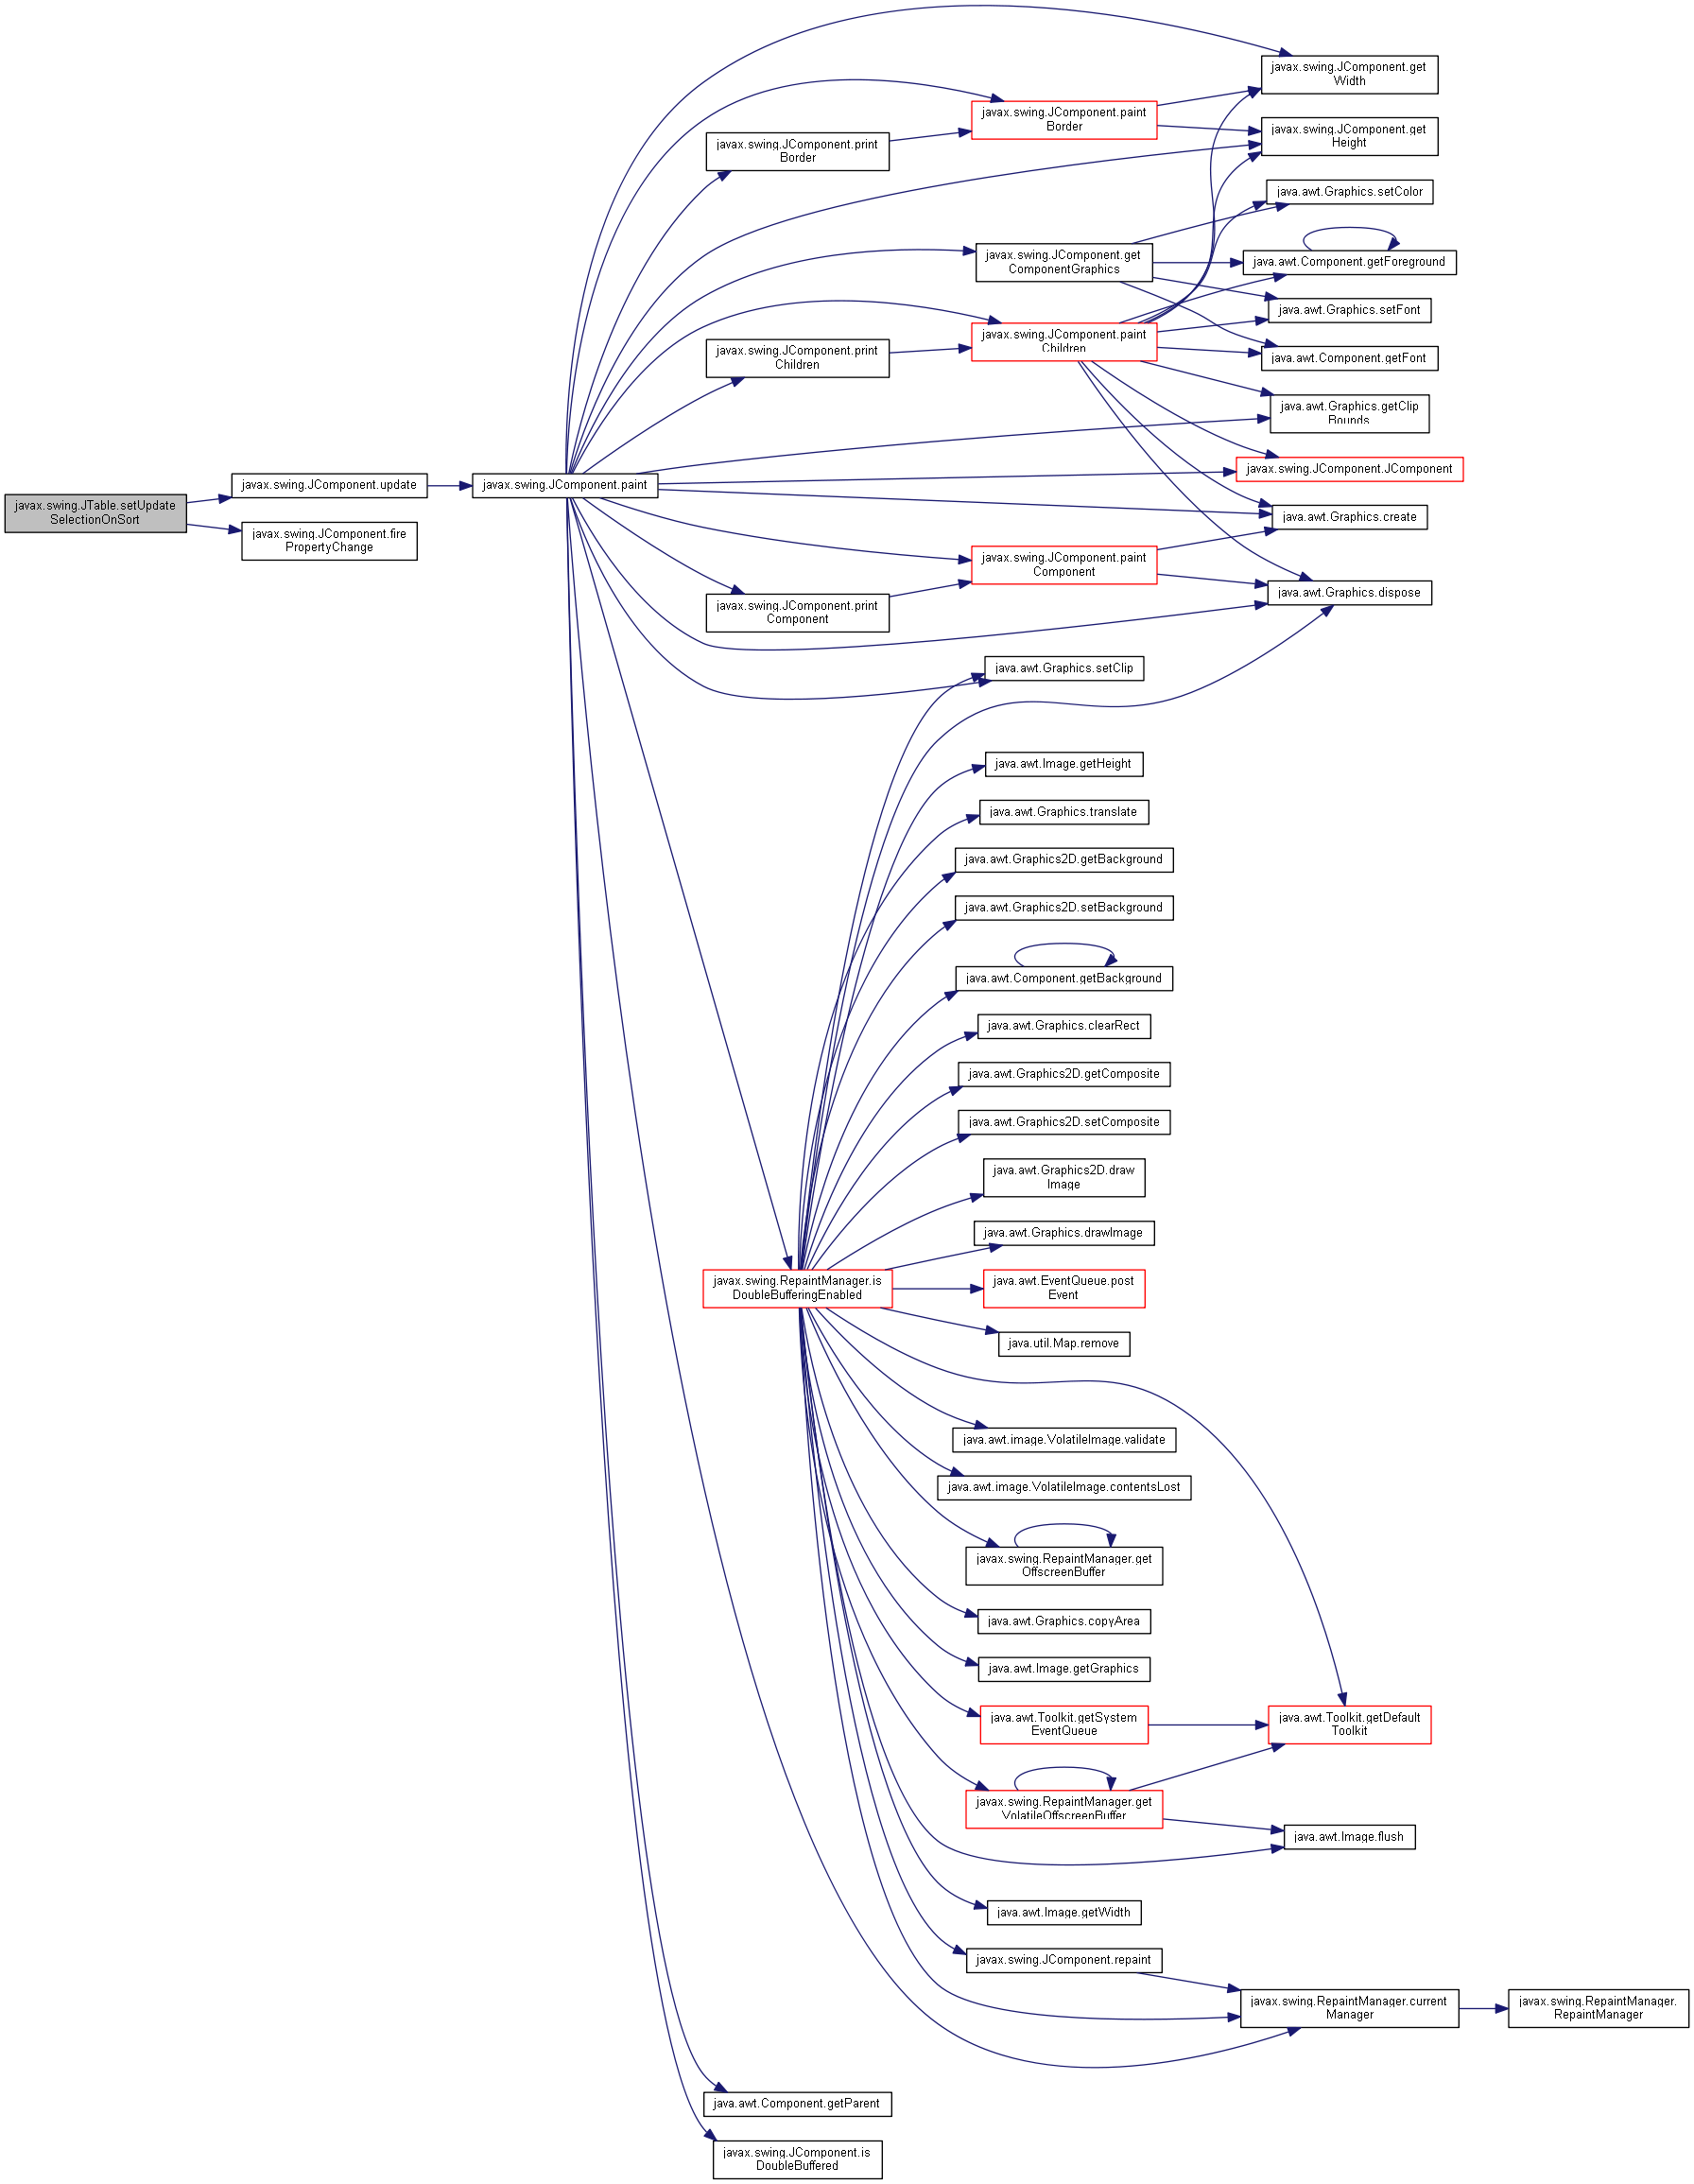 javax.swing.JTable.setUpdate
SelectionOnSort
javax.swing.JComponent.update
javax.swing.JComponent.fire
PropertyChange
javax.swing.JComponent.paint
javax.swing.JComponent.print
Border
javax.swing.JComponent.print
Children
javax.swing.JComponent.print
Component
javax.swing.RepaintManager.is
DoubleBufferingEnabled
java.awt.Component.getParent
javax.swing.JComponent.is
DoubleBuffered
javax.swing.JComponent.paint
Border
javax.swing.JComponent.get
ComponentGraphics
javax.swing.JComponent.paint
Children
javax.swing.JComponent.paint
Component
java.awt.Graphics.setClip
java.awt.Image.getHeight
java.awt.Graphics.translate
java.awt.Graphics2D.getBackground
java.awt.Graphics2D.setBackground
java.awt.Component.getBackground
java.awt.Graphics.clearRect
java.awt.Graphics2D.getComposite
java.awt.Graphics2D.setComposite
java.awt.Graphics2D.draw
Image
java.awt.Graphics.drawImage
java.awt.EventQueue.post
Event
java.util.Map.remove
java.awt.image.VolatileImage.validate
java.awt.image.VolatileImage.contentsLost
javax.swing.RepaintManager.get
OffscreenBuffer
java.awt.Graphics.copyArea
java.awt.Image.getGraphics
java.awt.Toolkit.getSystem
EventQueue
javax.swing.RepaintManager.get
VolatileOffscreenBuffer
java.awt.Image.getWidth
javax.swing.JComponent.repaint
javax.swing.JComponent.get
Width
javax.swing.JComponent.get
Height
java.awt.Graphics.setColor
java.awt.Component.getForeground
java.awt.Graphics.setFont
java.awt.Component.getFont
java.awt.Graphics.getClip
Bounds
javax.swing.JComponent.JComponent
java.awt.Graphics.create
java.awt.Graphics.dispose
java.awt.Toolkit.getDefault
Toolkit
java.awt.Image.flush
javax.swing.RepaintManager.current
Manager
javax.swing.RepaintManager.
RepaintManager